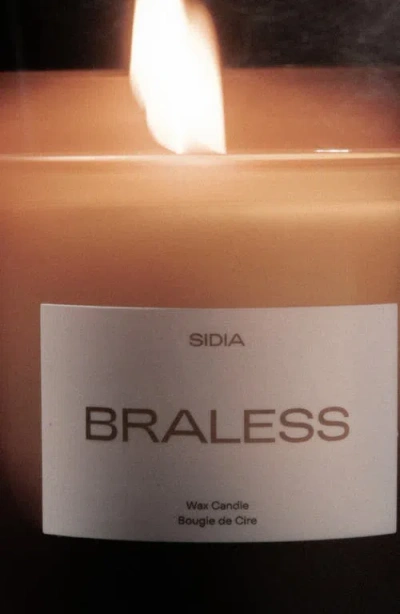 SIDIA
BRALESS
Wax Candle
Bougie de Cire